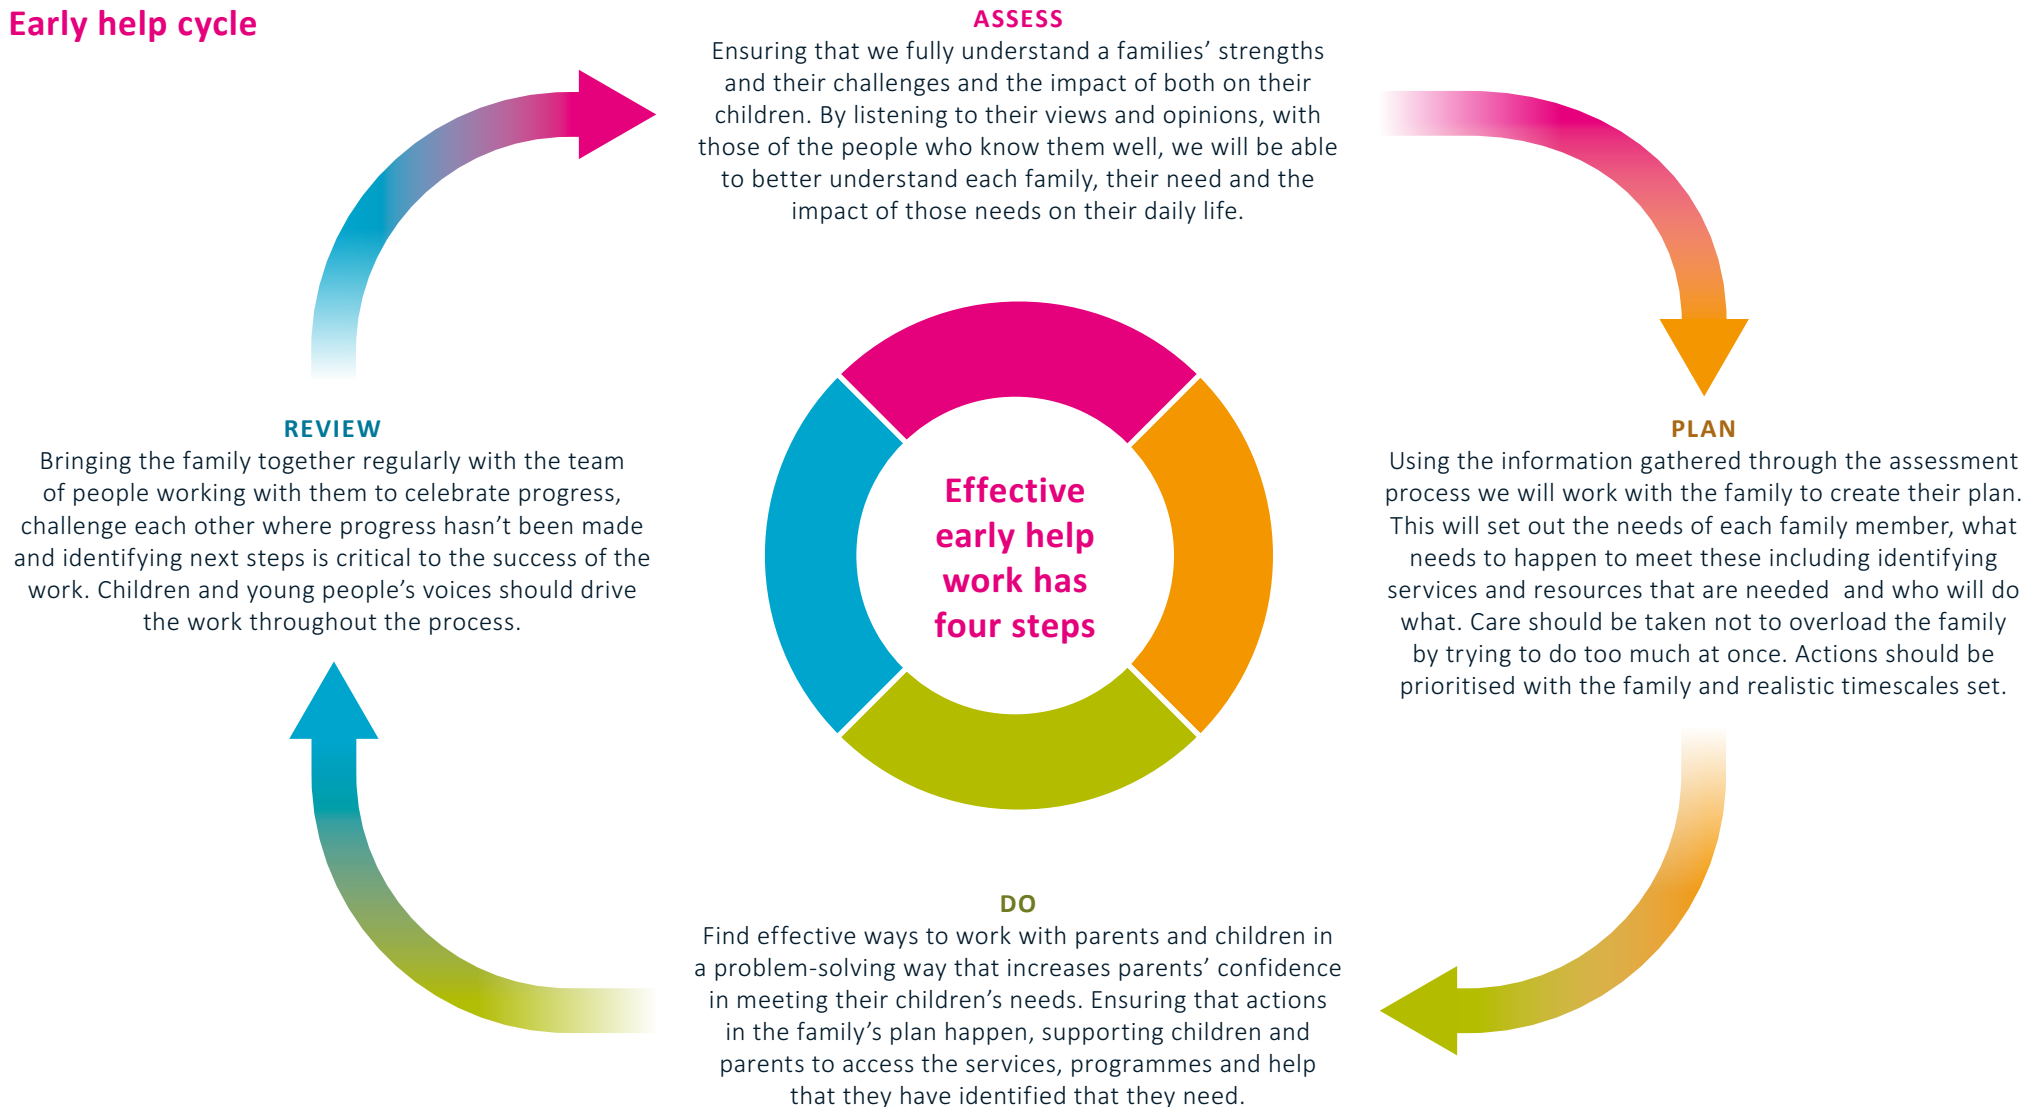 Early help cycle
ASSESS
Ensuring that we fully understand a families’ strengths
and their challenges and the impact of both on their
children. By listening to their views and opinions, with
those of the people who know them well, we will be able
to better understand each family, their need and the
impact of those needs on their daily life.
PLAN
Using the information gathered through the assessment
process we will work with the family to create their plan.
This will set out the needs of each family member, what
needs to happen to meet these including identifying
services and resources that are needed  and who will do
what. Care should be taken not to overload the family
by trying to do too much at once. Actions should be
prioritised with the family and realistic timescales set.
DO
Find effective ways to work with parents and children in
a problem-solving way that increases parents’ confidence
in meeting their children’s needs. Ensuring that actions
in the family’s plan happen, supporting children and
parents to access the services, programmes and help
that they have identified that they need.
REVIEW
Bringing the family together regularly with the team
of people working with them to celebrate progress,
challenge each other where progress hasn’t been made
and identifying next steps is critical to the success of the
work. Children and young people’s voices should drive
the work throughout the process.
Effective
early help
work has
four steps